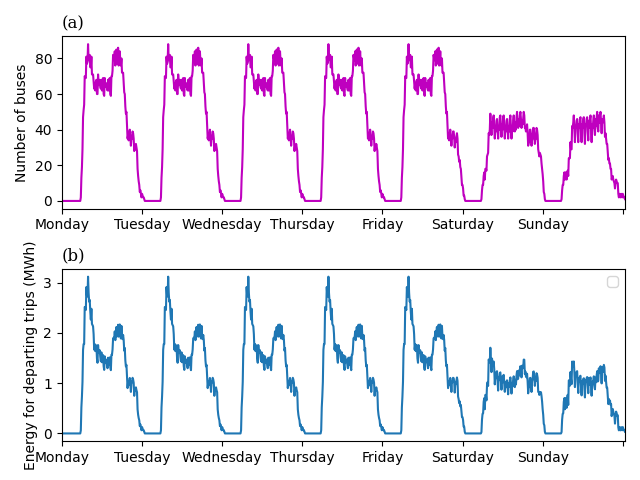 (a)
Number of buses
80
60
40
20
0
Monday Tuesday Wednesday Thursday Friday Saturday Sunday
(b)
Energy for departing trips (MWh)
3
2
1
0
Monday Tuesday Wednesday Thursday Friday Saturday Sunday